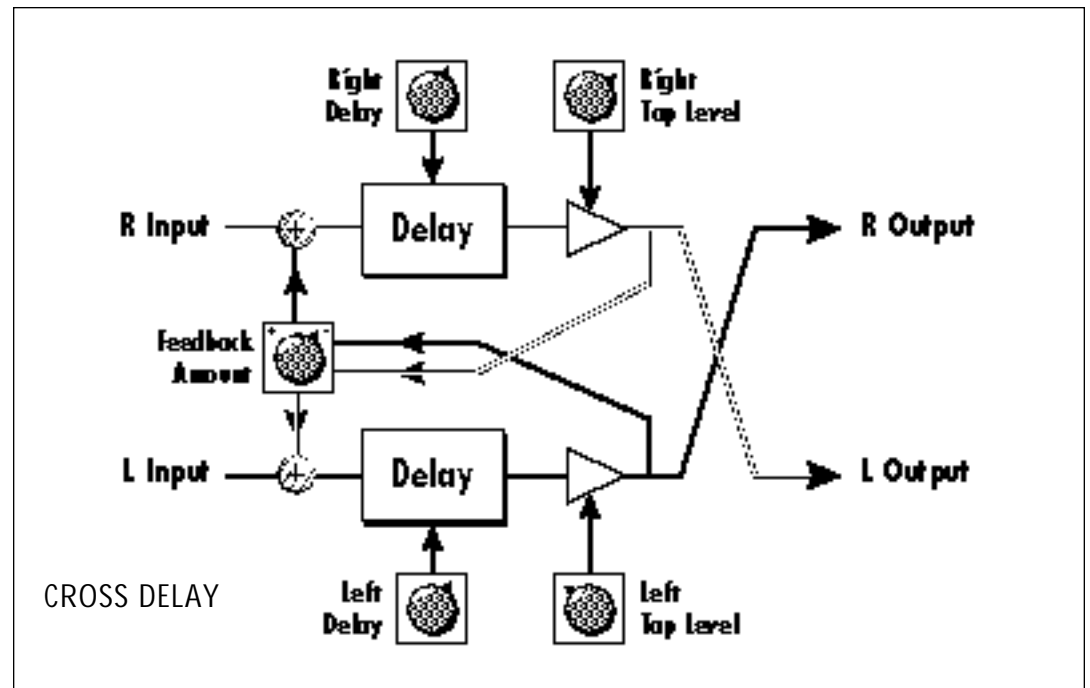 Right
Delay
Right
Tap Level
R Input
Delay
R Output
Feedback
Amount
+
-
L Input
Delay
L Output
Left
Delay
Left
Tap Level
CROSS DELAY